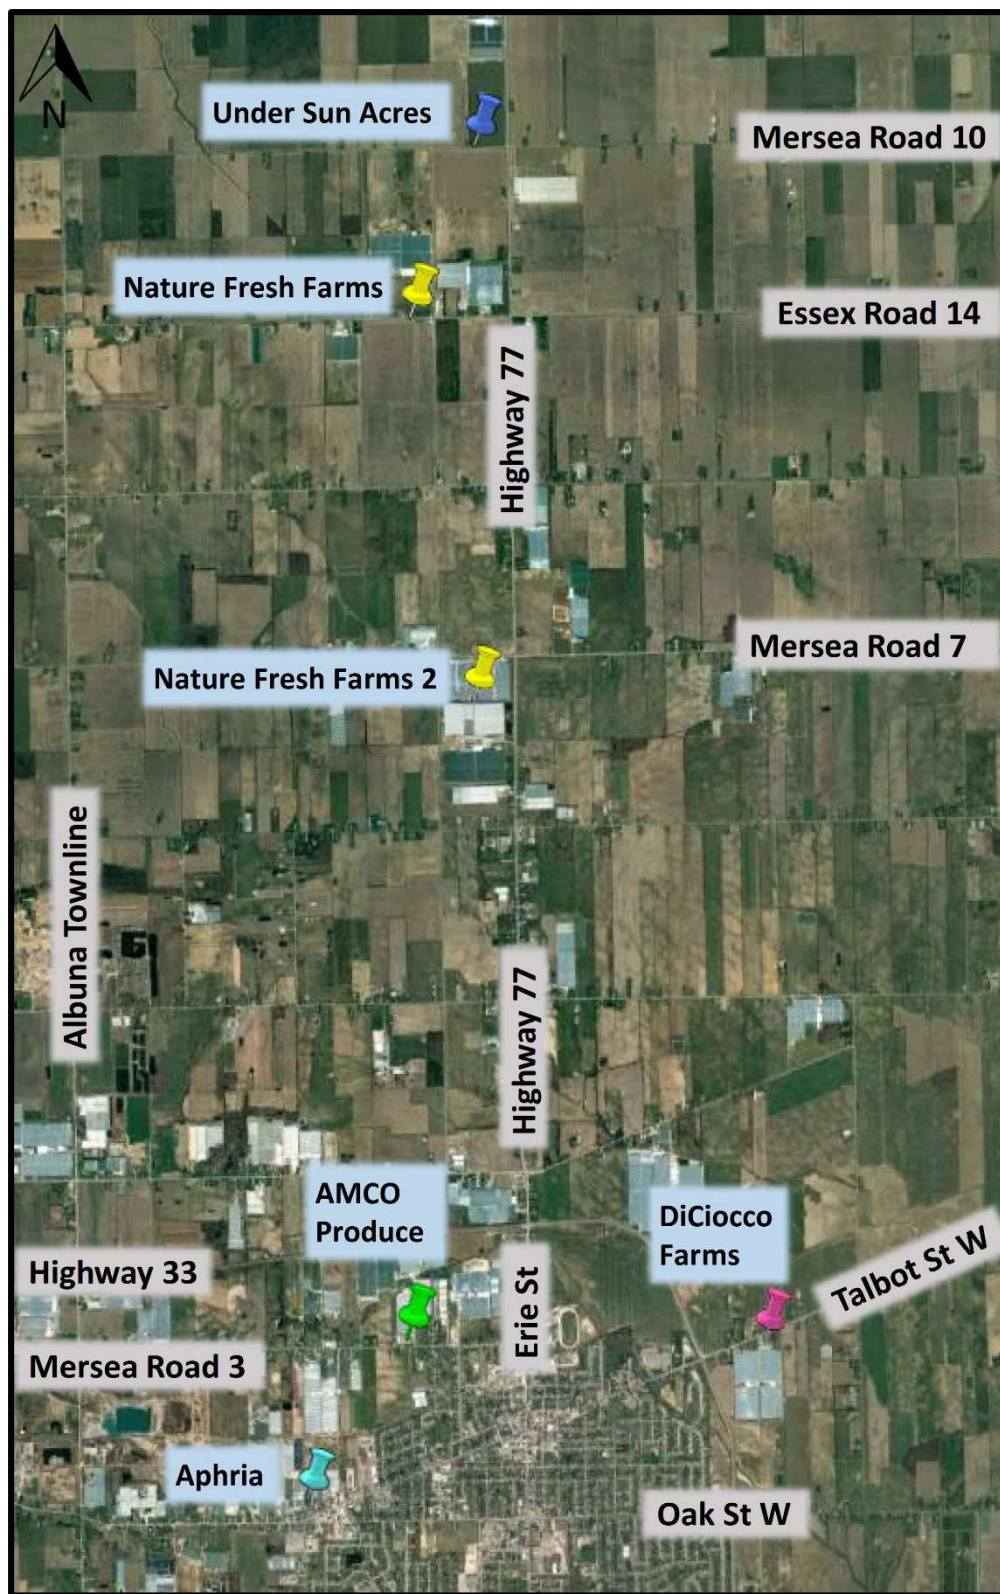 N
Under Sun Acres
Mersea Road 10
Nature Fresh Farms
Essex Road 14
Highway 77
Mersea Road 7
Nature Fresh Farms 2
Albuna Townline
Highway 77
AMCO
Produce
DiCiocco
Farms
Highway 33
Erie St
Talbot St W
Mersea Road 3
Aphria
Oak St W